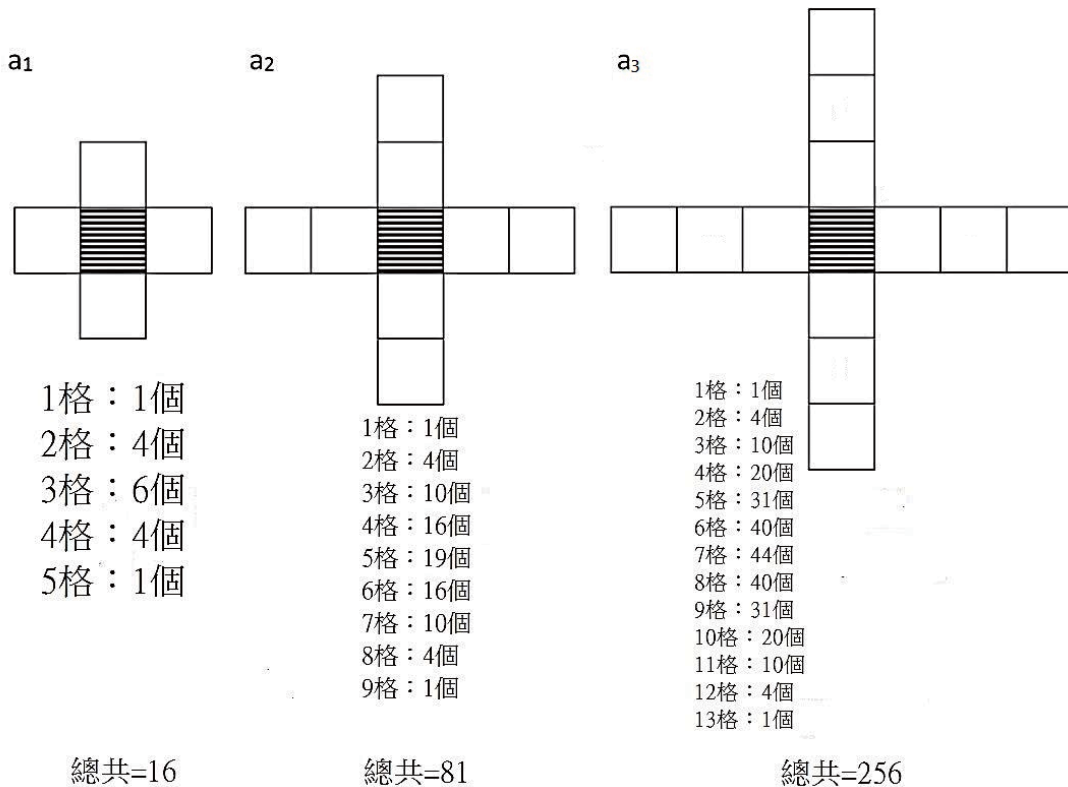 a₁
1格：1個
2格：4個
3格：6個
4格：4個
5格：1個
總共=16
a₂
1格：1個
2格：4個
3格：10個
4格：16個
5格：19個
6格：16個
7格：10個
8格：4個
9格：1個
總共=81
a₃
1格：1個
2格：4個
3格：10個
4格：20個
5格：31個
6格：40個
7格：44個
8格：40個
9格：31個
10格：20個
11格：10個
12格：4個
13格：1個
總共=256